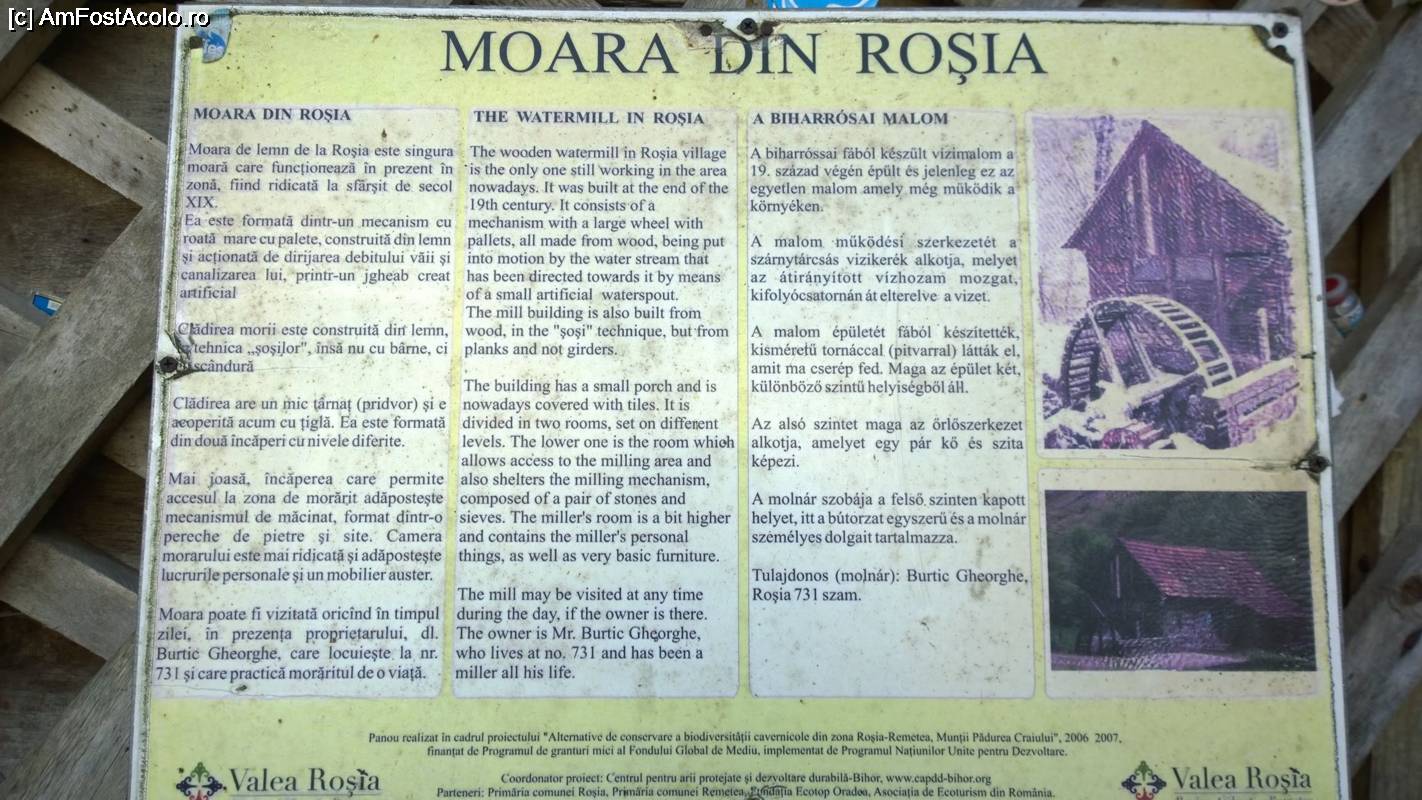 [c] AmFostAcolo.ro
MOARA DIN ROŞIA
MOARA DIN ROŞIA
Moara de lemn de la Roşia este singura
moară care funcţionează în prezent în
zonă, fiind ridicată la sfârşit de secol
XIX.
Ea este formată dintr-un mecanism cu
roată mare cu palete, construită din lemn
şi acţionată de dirijarea debitului văii şi
canalizarea lui, printr-un jgheab creat
artificial
Clădirea morii este construită din lemn,
tehnica „şoşilor", însă nu cu bârne, ci
scândură
Clădirea are un mic târnaţ (pridvor) şi e
acoperită acum cu ţiglă. Ea este formată
din două încăperi cu nivele diferite.
Mai joasă, încăperea care permite
accesul la zona de morărit adăposteşte
mecanismul de măcinat, format dintr-o
pereche de pietre şi site. Camera
morarului este mai ridicată şi adăposteşte
lucrurile personale şi un mobilier auster.
Moara poate fi vizitată oricînd în timpul
zilei, în prezenţa proprietarului, dl.
Burtic Gheorghe, care locuieşte la nr.
731 şi care practică morăritul de o viaţă.
THE WATERMILL IN ROŞIA
The wooden watermill in Roşia village
is the only one still working in the area
nowadays. It was built at the end of the
19th century. It consists of a
mechanism with a large wheel with
pallets, all made from wood, being put
into motion by the water stream that
has been directed towards it by means
of a small artificial waterspout.
The mill building is also built from
wood, in the "şoşi" technique, but from
planks and not girders.
The building has a small porch and is
nowadays covered with tiles. It is
divided in two rooms, set on different
levels. The lower one is the room which
allows access to the milling area and
also shelters the milling mechanism,
composed of a pair of stones and
sieves. The miller's room is a bit higher
and contains the miller's personal
things, as well as very basic furniture.
The mill may be visited at any time
during the day, if the owner is there.
The owner is Mr. Burtic Gheorghe,
who lives at no. 731 and has been a
miller all his life.
A BIHARRÓSAI MALOM
A biharróssai fából készült vízimalom a
19. század végén épült és jelenleg ez az
egyetlen malom amely még működik a
környéken.
A malom működési szerkezetét a
szárnytárcsás vizikerék alkotja, melyet
az átirányított vízhozam mozgat,
kifolyócsatornán át elterelve a vizet.
A malom épületét fából készítették,
kisméretű tornáccal (pitvarral) látták el,
amit ma cserép fed. Maga az épület két,
különböző szintű helyiségből áll.
Az alsó szintet maga az őrlőszerkezet
alkotja, amelyet egy pár kő és szita
képezi.
A molnár szobája a felső szinten kapott
helyet, itt a bútorzat egyszerű és a molnár
személyes dolgait tartalmazza.
Tulajdonos (molnár): Burtic Gheorghe,
Roşia 731 szam.
Panou realizat în cadrul proiectului "Alternative de conservare a biodiversităţii cavernicole din zona Roşia-Remetea, Munţii Pădurea Craiului", 2006 2007,
finanţat de Programul de granturi mici al Fondului Global de Mediu, implementat de Programul Naţiunilor Unite pentru Dezvoltare.
Coordonator proiect: Centrul pentru arii protejate şi dezvoltare durabilă-Bihor, www.capdd-bihor.org
Parteneri: Primăria comunei Roşia, Primăria comunei Remetea, Fundaţia Ecotop Oradea, Asociaţia de Ecoturism din România.
Valea Roşia
Valea Roşia